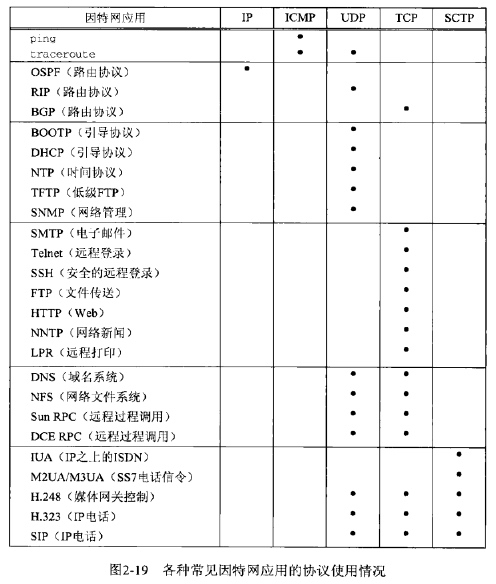 因特网应用 IP ICMP UDP TCP SCTP
ping •
traceroute • •
OSPF（路由协议） •
RIP（路由协议） •
BGP（路由协议） •
BOOTP（引导协议） •
DHCP（引导协议） •
NTP（时间协议） •
TFTP（低级FTP） •
SNMP（网络管理） •
SMTP（电子邮件） •
Telnet（远程登录） •
SSH（安全的远程登录） •
FTP（文件传送） •
HTTP（Web） •
NNTP（网络新闻） •
LPR（远程打印） •
DNS（域名系统） • •
NFS（网络文件系统） • •
Sun RPC（远程过程调用） • •
DCE RPC（远程过程调用） • •
IUA（IP之上的ISDN） •
M2UA/M3UA（SS7电话信令） •
H.248（媒体网关控制） • • •
H.323（IP电话） • • •
SIP（IP电话） • • •
图2-19 各种常见因特网应用的协议使用情况